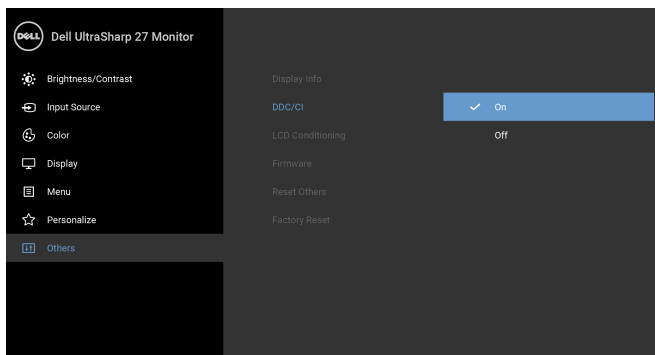 DELL Dell UltraSharp 27 Monitor
Brightness/Contrast
Display Info
Input Source
DDC/CI
On
Color
LCD Conditioning
Off
Display
Firmware
Menu
Reset Others
Personalize
Factory Reset
Others